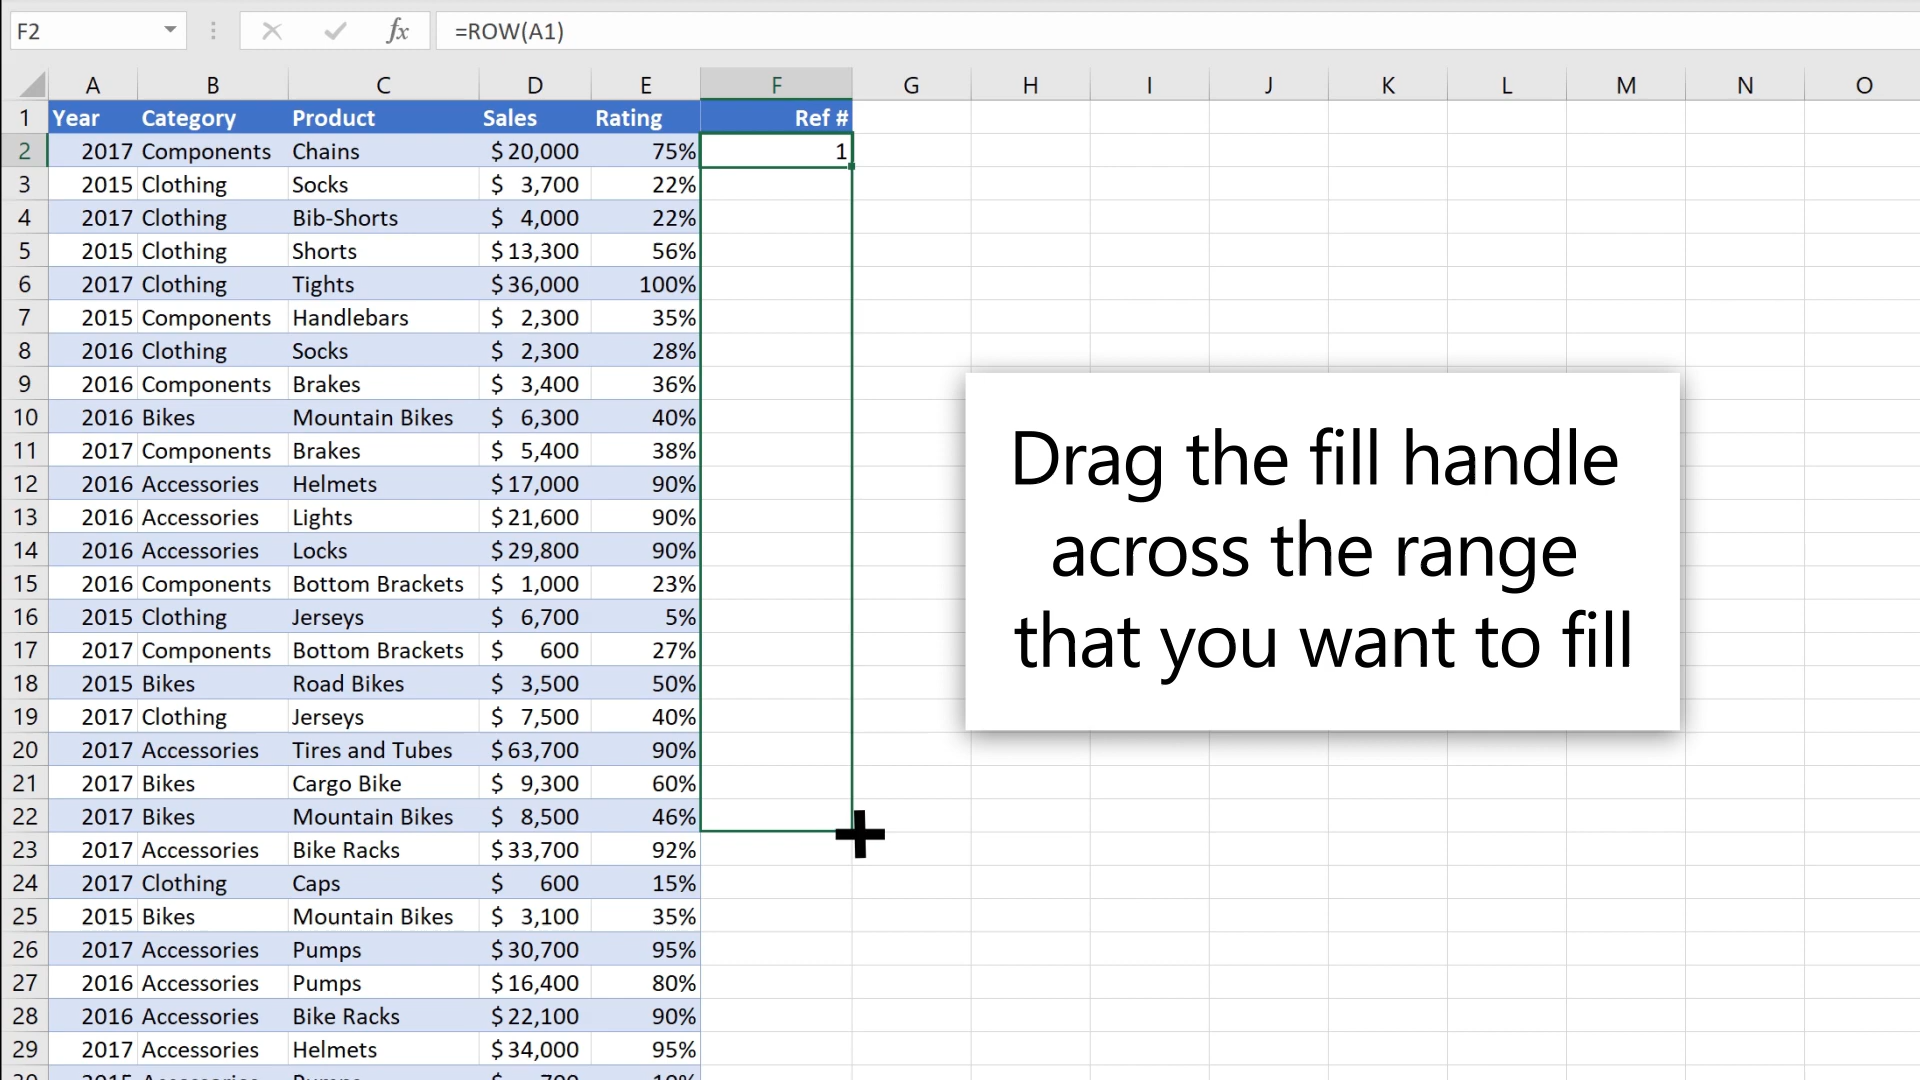 F2 fx =ROW(A1)
A B C D E F G H I J K L M N O
1 Year Category Product Sales Rating Ref #
2 2017 Components Chains $ 20,000 75% 1
3 2015 Clothing Socks $ 3,700 22%
4 2017 Clothing Bib-Shorts $ 4,000 22%
5 2015 Clothing Shorts $ 13,300 56%
6 2017 Clothing Tights $ 36,000 100%
7 2015 Components Handlebars $ 2,300 35%
8 2016 Clothing Socks $ 2,300 28%
9 2016 Components Brakes $ 3,400 36%
10 2016 Bikes Mountain Bikes $ 6,300 40%
11 2017 Components Brakes $ 5,400 38%
12 2016 Accessories Helmets $ 17,000 90%
13 2016 Accessories Lights $ 21,600 90%
14 2016 Accessories Locks $ 29,800 90%
15 2016 Components Bottom Brackets $ 1,000 23%
16 2015 Clothing Jerseys $ 6,700 5%
17 2017 Components Bottom Brackets $ 600 27%
18 2015 Bikes Road Bikes $ 3,500 50%
19 2017 Clothing Jerseys $ 7,500 40%
20 2017 Accessories Tires and Tubes $ 63,700 90%
21 2017 Bikes Cargo Bike $ 9,300 60%
22 2017 Bikes Mountain Bikes $ 8,500 46%
23 2017 Accessories Bike Racks $ 33,700 92%
24 2017 Clothing Caps $ 600 15%
25 2015 Bikes Mountain Bikes $ 3,100 35%
26 2017 Accessories Pumps $ 30,700 95%
27 2016 Accessories Pumps $ 16,400 80%
28 2016 Accessories Bike Racks $ 22,100 90%
29 2017 Accessories Helmets $ 34,000 95%
Drag the fill handle
across the range
that you want to fill